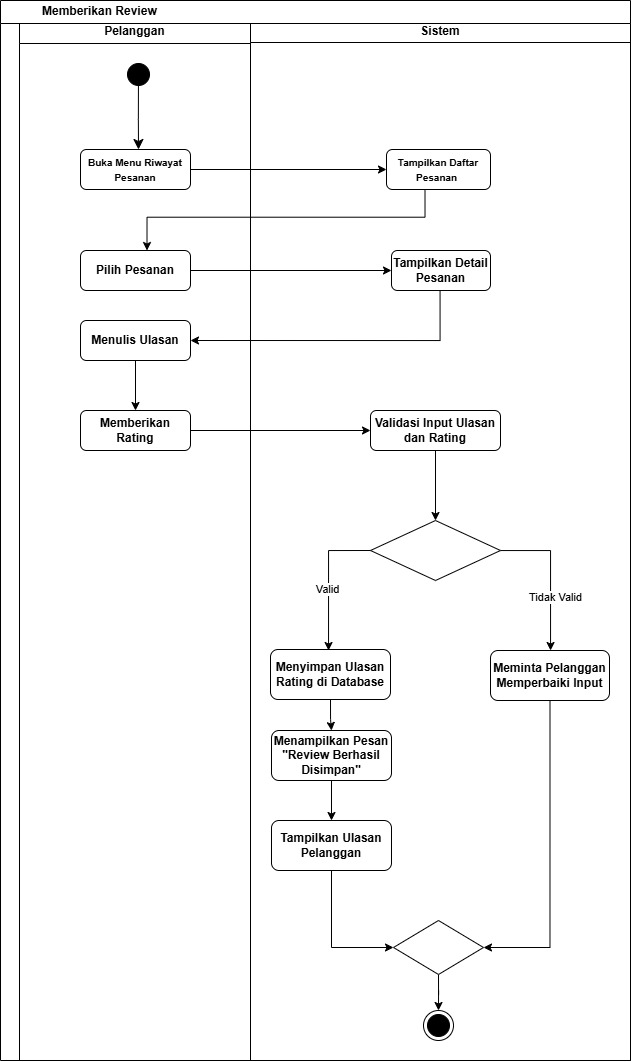 Memberikan Review
Pelanggan
Sistem
Buka Menu Riwayat
Pesanan
Tampilkan Daftar
Pesanan
Pilih Pesanan
Tampilkan Detail
Pesanan
Menulis Ulasan
Memberikan
Rating
Validasi Input Ulasan
dan Rating
Valid
Tidak Valid
Menyimpan Ulasan
Rating di Database
Meminta Pelanggan
Memperbaiki Input
Menampilkan Pesan
"Review Berhasil
Disimpan"
Tampilkan Ulasan
Pelanggan